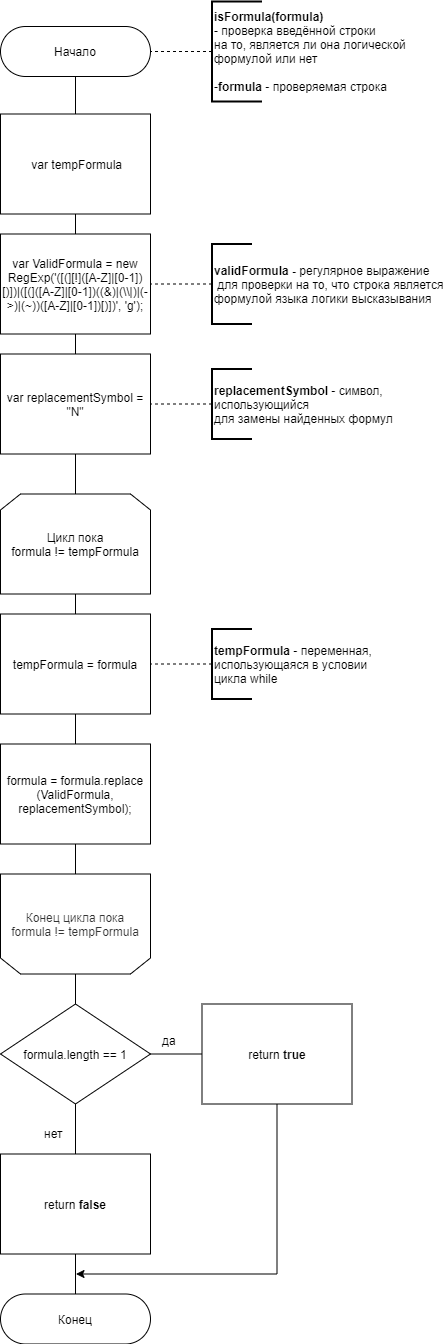 Начало
isFormula(formula)
- проверка введённой строки
на то, является ли она логической
формулой или нет
-formula - проверяемая строка
var tempFormula
var ValidFormula = new
RegExp('([(][!]([A-Z]|[0-1])
[)])|([(]([A-Z]|[0-1])((&)|(\\|)|(-
>)|(~))([A-Z]|[0-1])[)])', 'g');
validFormula - регулярное выражение
для проверки на то, что строка является
формулой языка логики высказывания
var replacementSymbol =
"N"
replacementSymbol - символ,
использующийся
для замены найденных формул
Цикл пока
formula != tempFormula
tempFormula = formula
tempFormula - переменная,
использующаяся в условии
цикла while
formula = formula.replace
(ValidFormula,
replacementSymbol);
Конец цикла пока
formula != tempFormula
formula.length == 1
да
return true
нет
return false
Конец